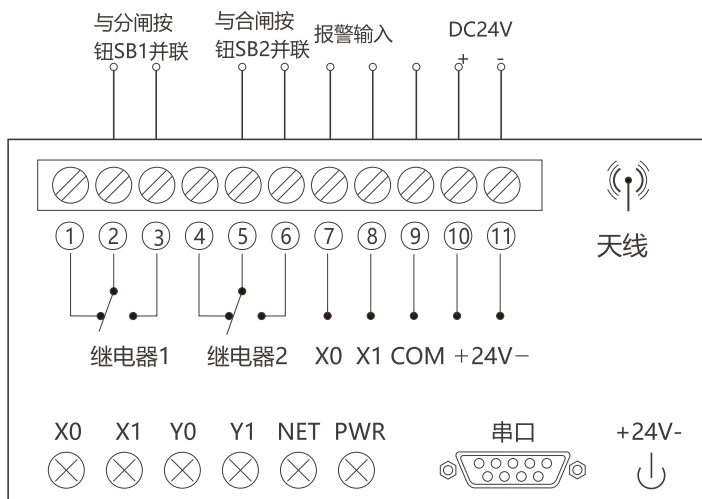 与分闸按
钮SB1并联
与合闸按
钮SB2并联
报警输入
DC24V
+ -
天线
① ② ③ ④ ⑤ ⑥ ⑦ ⑧ ⑨ ⑩ ⑪
继电器1 继电器2 X0 X1 COM +24V-
X0 X1 Y0 Y1 NET PWR 串口 +24V-